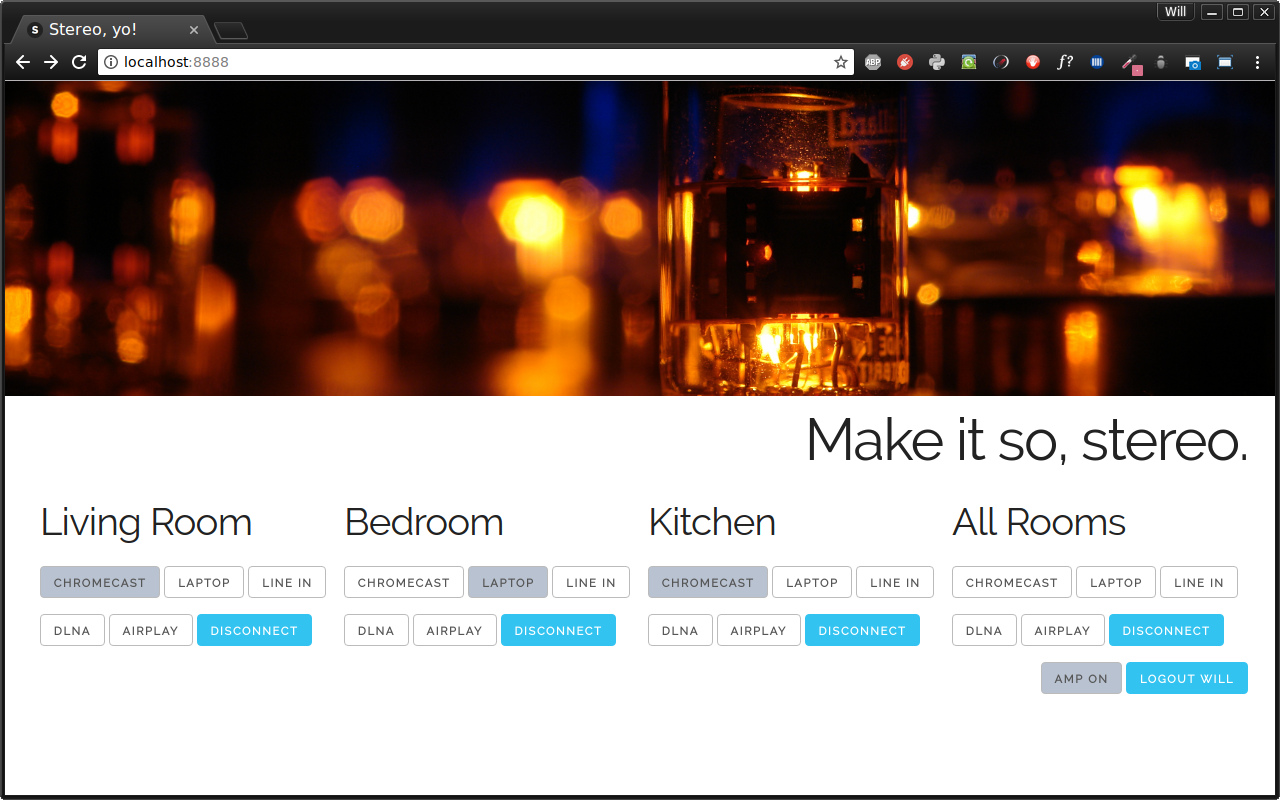 Will
S Stereo, yo!
localhost:8888
ABP f?
Make it so, stereo.
Living Room Bedroom Kitchen All Rooms
CHROMECAST LAPTOP LINE IN CHROMECAST LAPTOP LINE IN CHROMECAST LAPTOP LINE IN CHROMECAST LAPTOP LINE IN
DLNA AIRPLAY DISCONNECT DLNA AIRPLAY DISCONNECT DLNA AIRPLAY DISCONNECT DLNA AIRPLAY DISCONNECT
AMP ON LOGOUT WILL